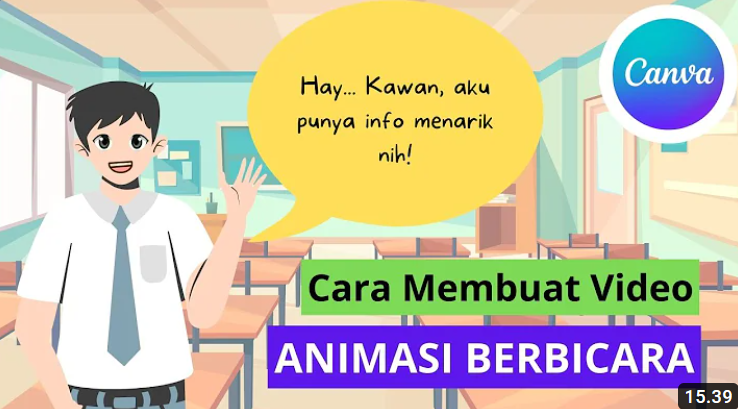 Hay... Kawan, aku
punya info menarik
nih!
Canva
Cara Membuat Video
ANIMASI BERBICARA
15.39